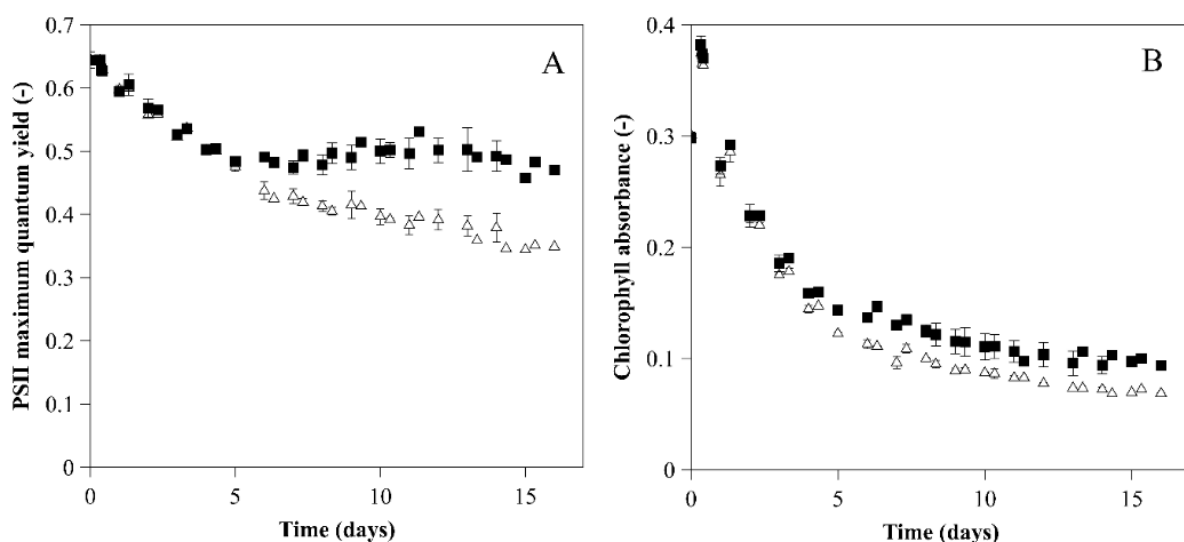 A
PSII maximum quantum yield (-)
0.7
0.6
0.5
0.4
0.3
0.2
0.1
0
0 5 10 15
Time (days)
B
Chlorophyll absorbance (-)
0.4
0.3
0.2
0.1
0
0 5 10 15
Time (days)